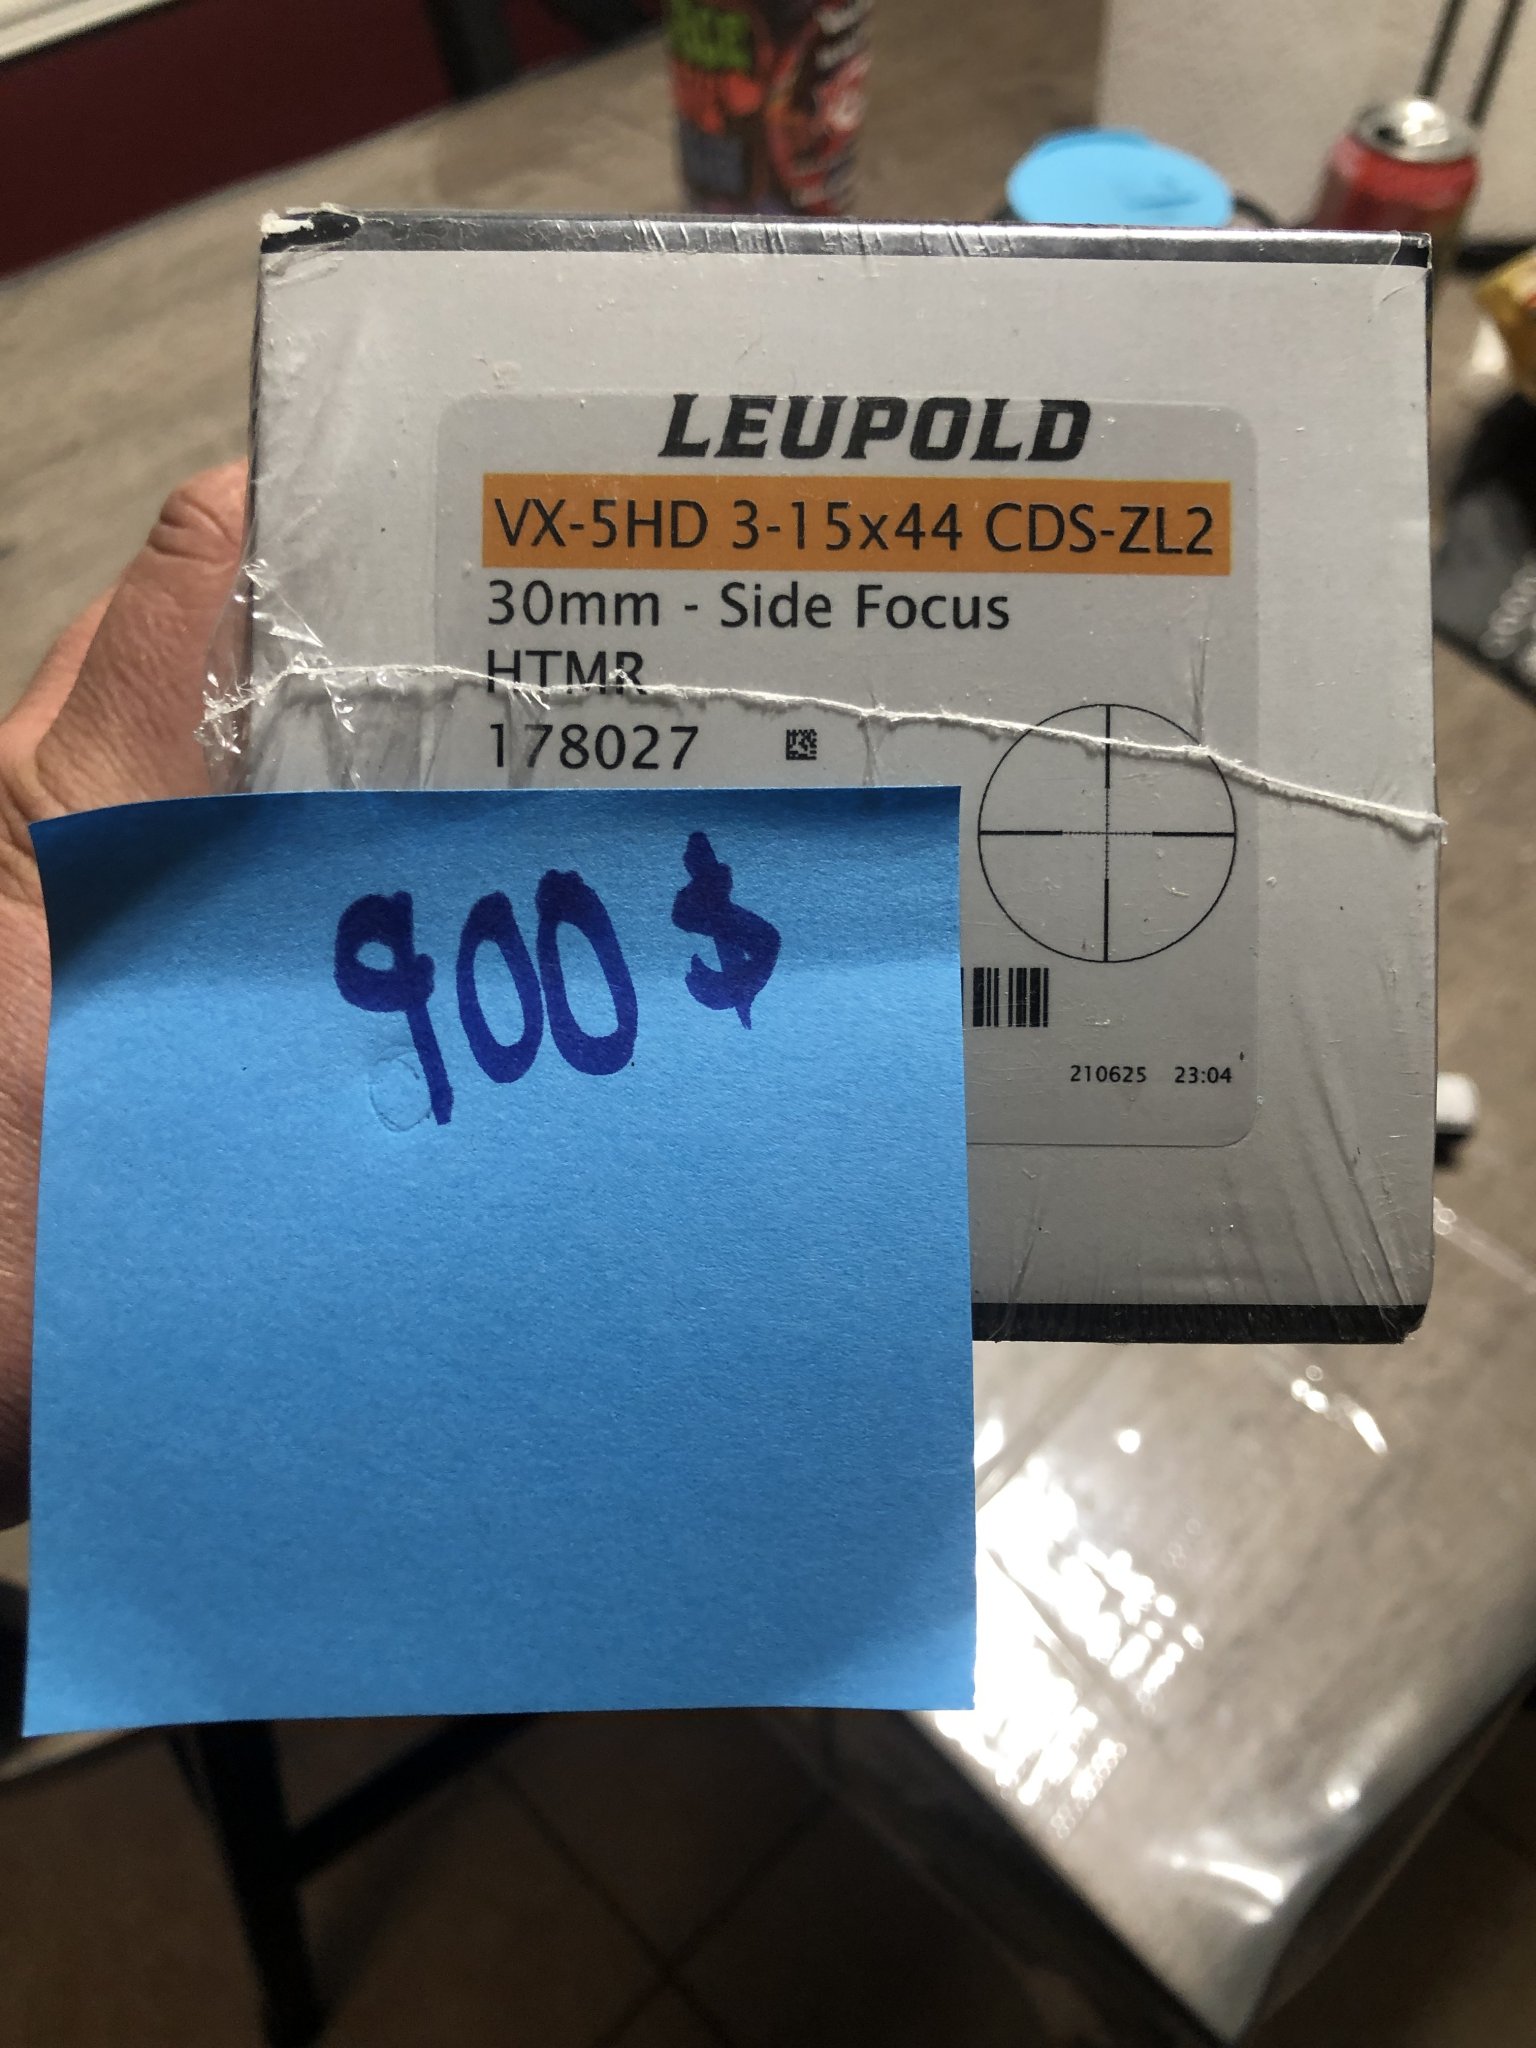 LEUPOLD
VX-5HD 3-15x44 CDS-ZL2
30mm - Side Focus
HTMR
178027
900$
210625 23:04